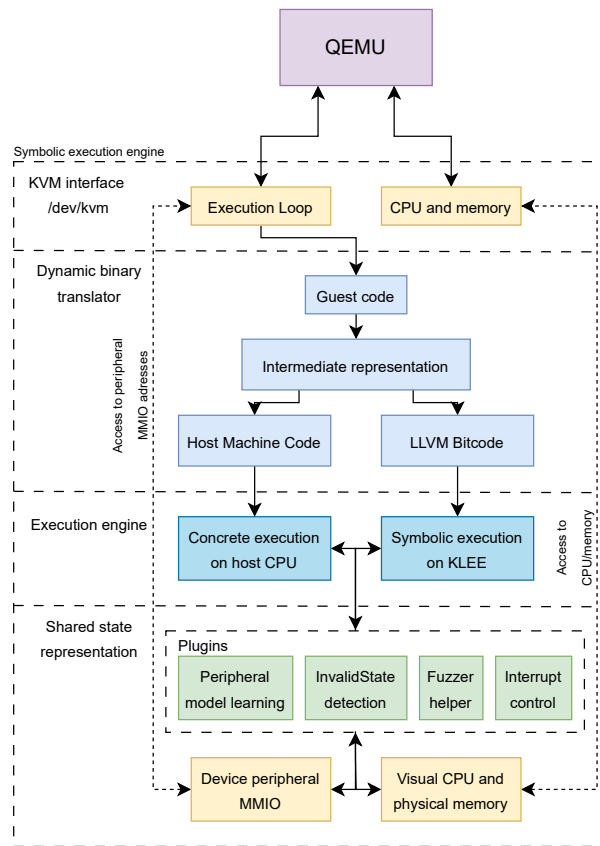 QEMU
Symbolic execution engine
KVM interface
/dev/kvm
Execution Loop
CPU and memory
Dynamic binary
translator
Guest code
Intermediate representation
Access to peripheral
MMIO adresses
Host Machine Code
LLVM Bitcode
Execution engine
Concrete execution
on host CPU
Symbolic execution
on KLEE
Access to
CPU/memory
Shared state
representation
Plugins
Peripheral
model learning
InvalidState
detection
Fuzzer
helper
Interrupt
control
Device peripheral
MMIO
Visual CPU and
physical memory